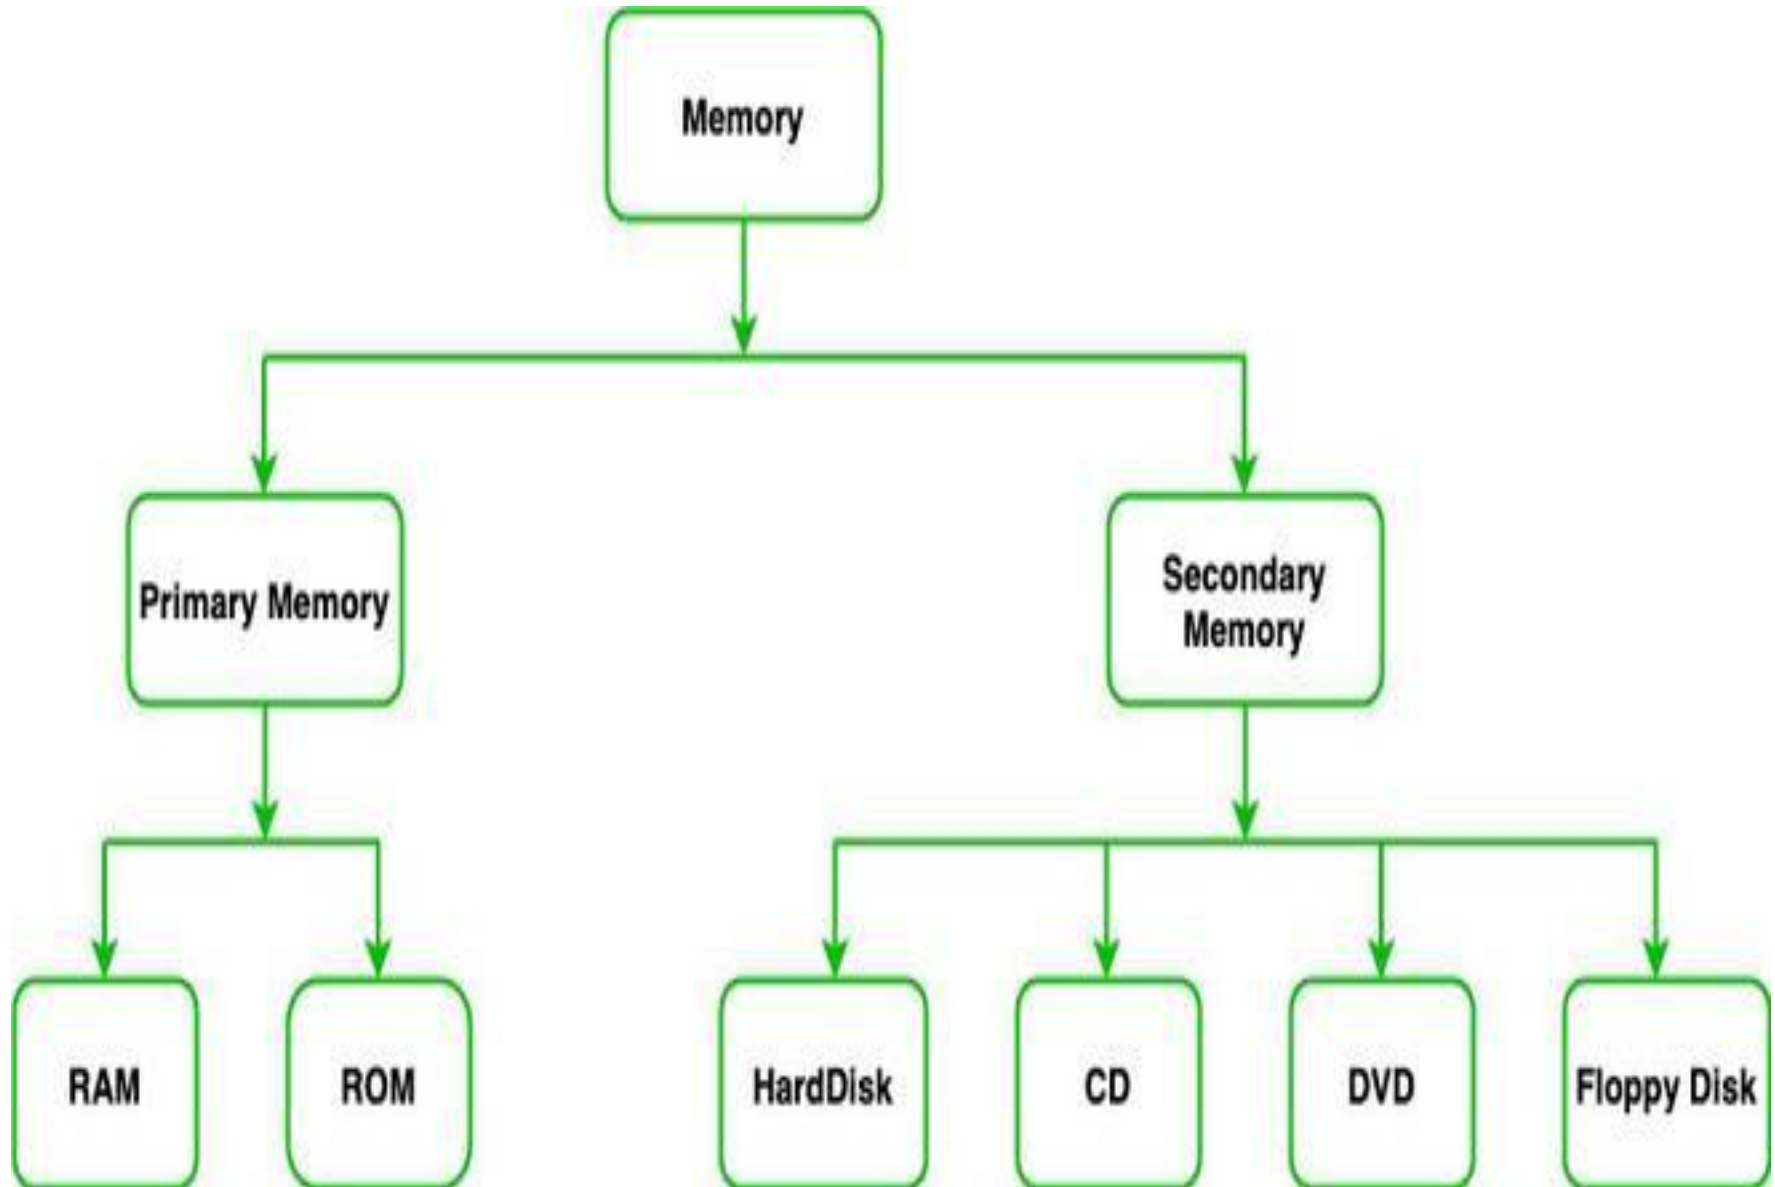 Memory
Primary Memory
Secondary
Memory
RAM
ROM
HardDisk
CD
DVD
Floppy Disk